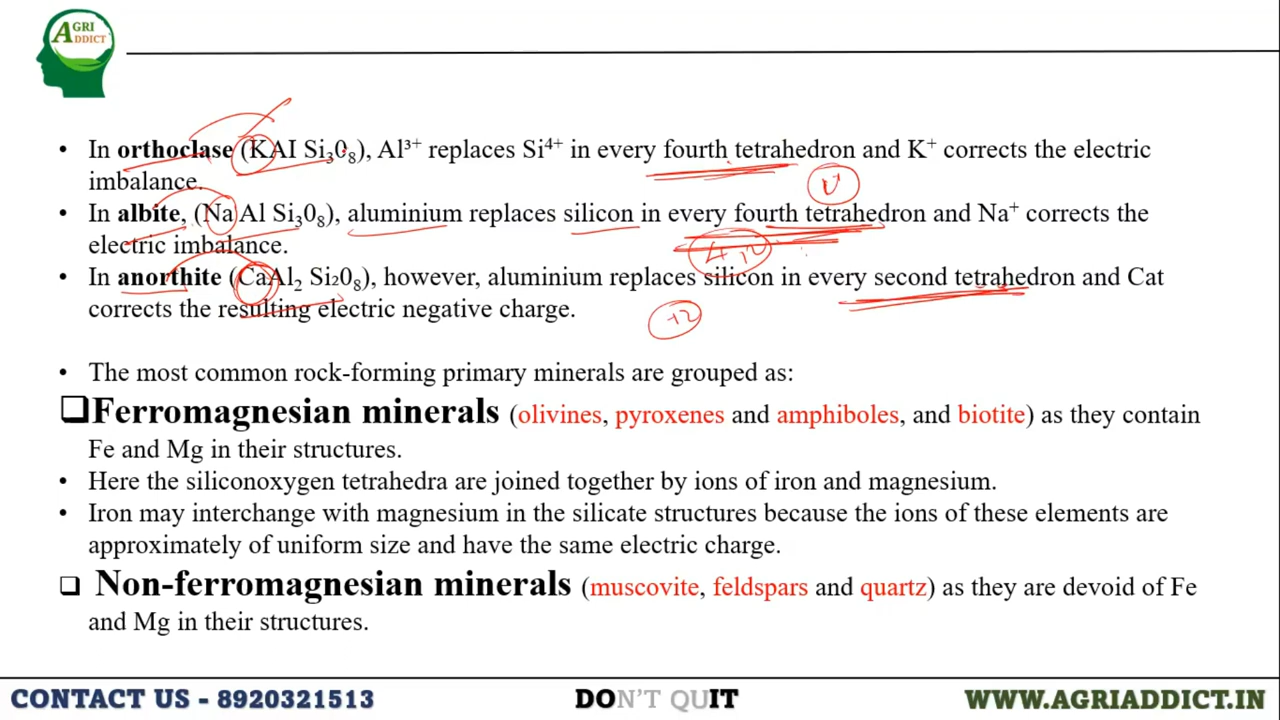 AGRI
ADDICT
• In orthoclase (KAI Si₃0₈), Al³⁺ replaces Si⁴⁺ in every fourth tetrahedron and K⁺ corrects the electric
imbalance.
• In albite, (Na Al Si₃0₈), aluminium replaces silicon in every fourth tetrahedron and Na⁺ corrects the
electric imbalance.
• In anorthite (CaAl₂ Si₂0₈), however, aluminium replaces silicon in every second tetrahedron and Cat
corrects the resulting electric negative charge.
+2
• The most common rock-forming primary minerals are grouped as:
❑Ferromagnesian minerals (olivines, pyroxenes and amphiboles, and biotite) as they contain
Fe and Mg in their structures.
• Here the siliconoxygen tetrahedra are joined together by ions of iron and magnesium.
• Iron may interchange with magnesium in the silicate structures because the ions of these elements are
approximately of uniform size and have the same electric charge.
❑ Non-ferromagnesian minerals (muscovite, feldspars and quartz) as they are devoid of Fe
and Mg in their structures.
CONTACT US - 8920321513
DON'T QUIT
WWW.AGRIADDICT.IN